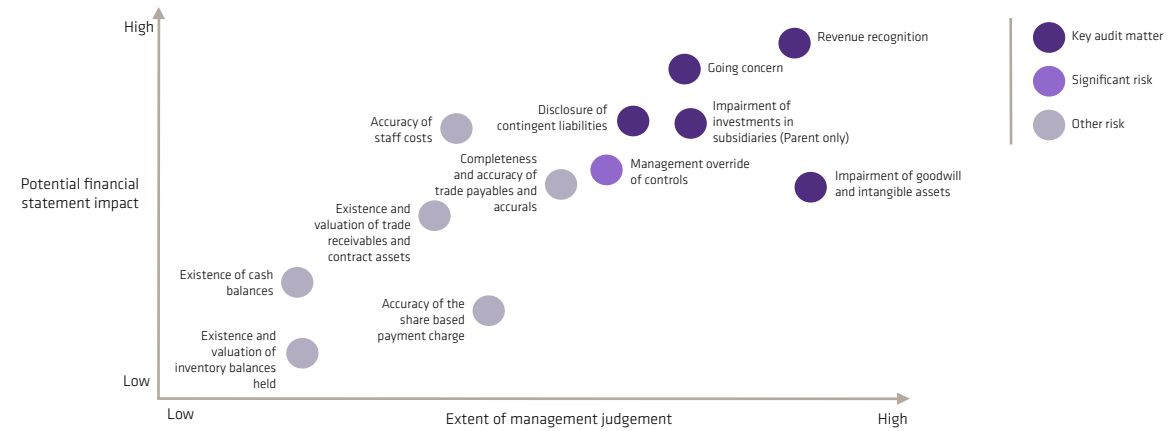 High
Revenue recognition
Key audit matter
Going concern
Significant risk
Disclosure of
contingent liabilities
Impairment of
investments in
subsidiaries (Parent only)
Accuracy of
staff costs
Other risk
Completeness
and accuracy of
trade payables and
accurals
Management override
of controls
Potential financial
statement impact
Impairment of goodwill
and intangible assets
Existence and
valuation of trade
receivables and
contract assets
Existence of cash
balances
Accuracy of the
share based
payment charge
Existence and
valuation of
inventory balances
held
Low
Low
Extent of management judgement
High